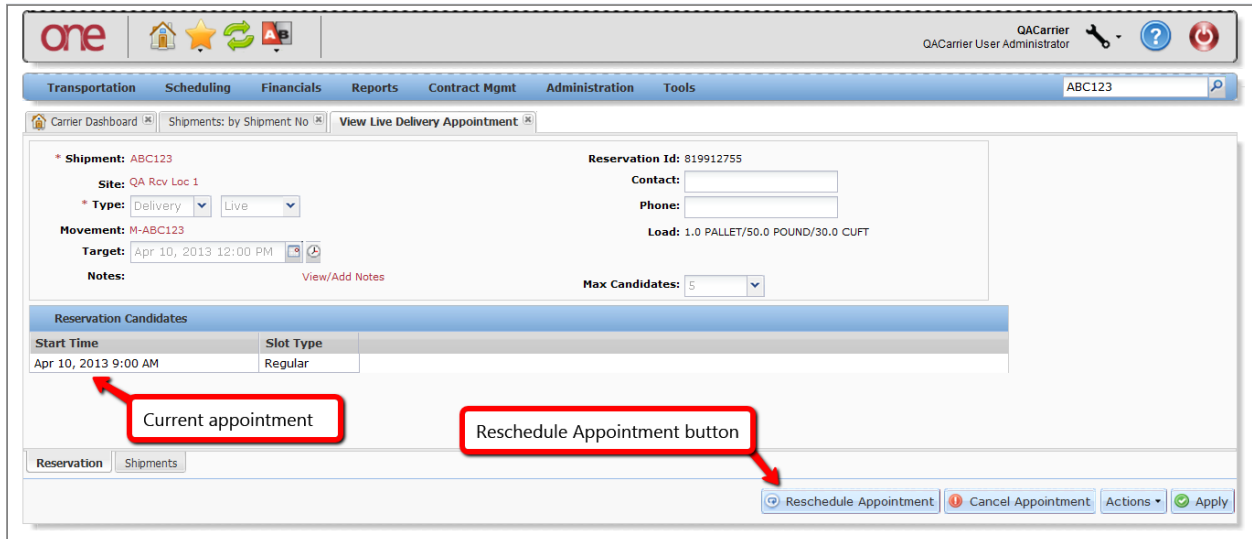 one
AB
QACarrier
QACarrier User Administrator
?
Transportation Scheduling Financials Reports Contract Mgmt Administration Tools ABC123
Carrier Dashboard Shipments: by Shipment No View Live Delivery Appointment
* Shipment: ABC123 Reservation Id: 819912755
Site: QA Rcv Loc 1 Contact:
* Type: Delivery Live Phone:
Movement: M-ABC123 Load: 1.0 PALLET/50.0 POUND/30.0 CUFT
Target: Apr 10, 2013 12:00 PM
Notes: View/Add Notes Max Candidates: 5
Reservation Candidates
Start Time Slot Type
Apr 10, 2013 9:00 AM Regular
Current appointment
Reschedule Appointment button
Reservation Shipments
Reschedule Appointment Cancel Appointment Actions Apply